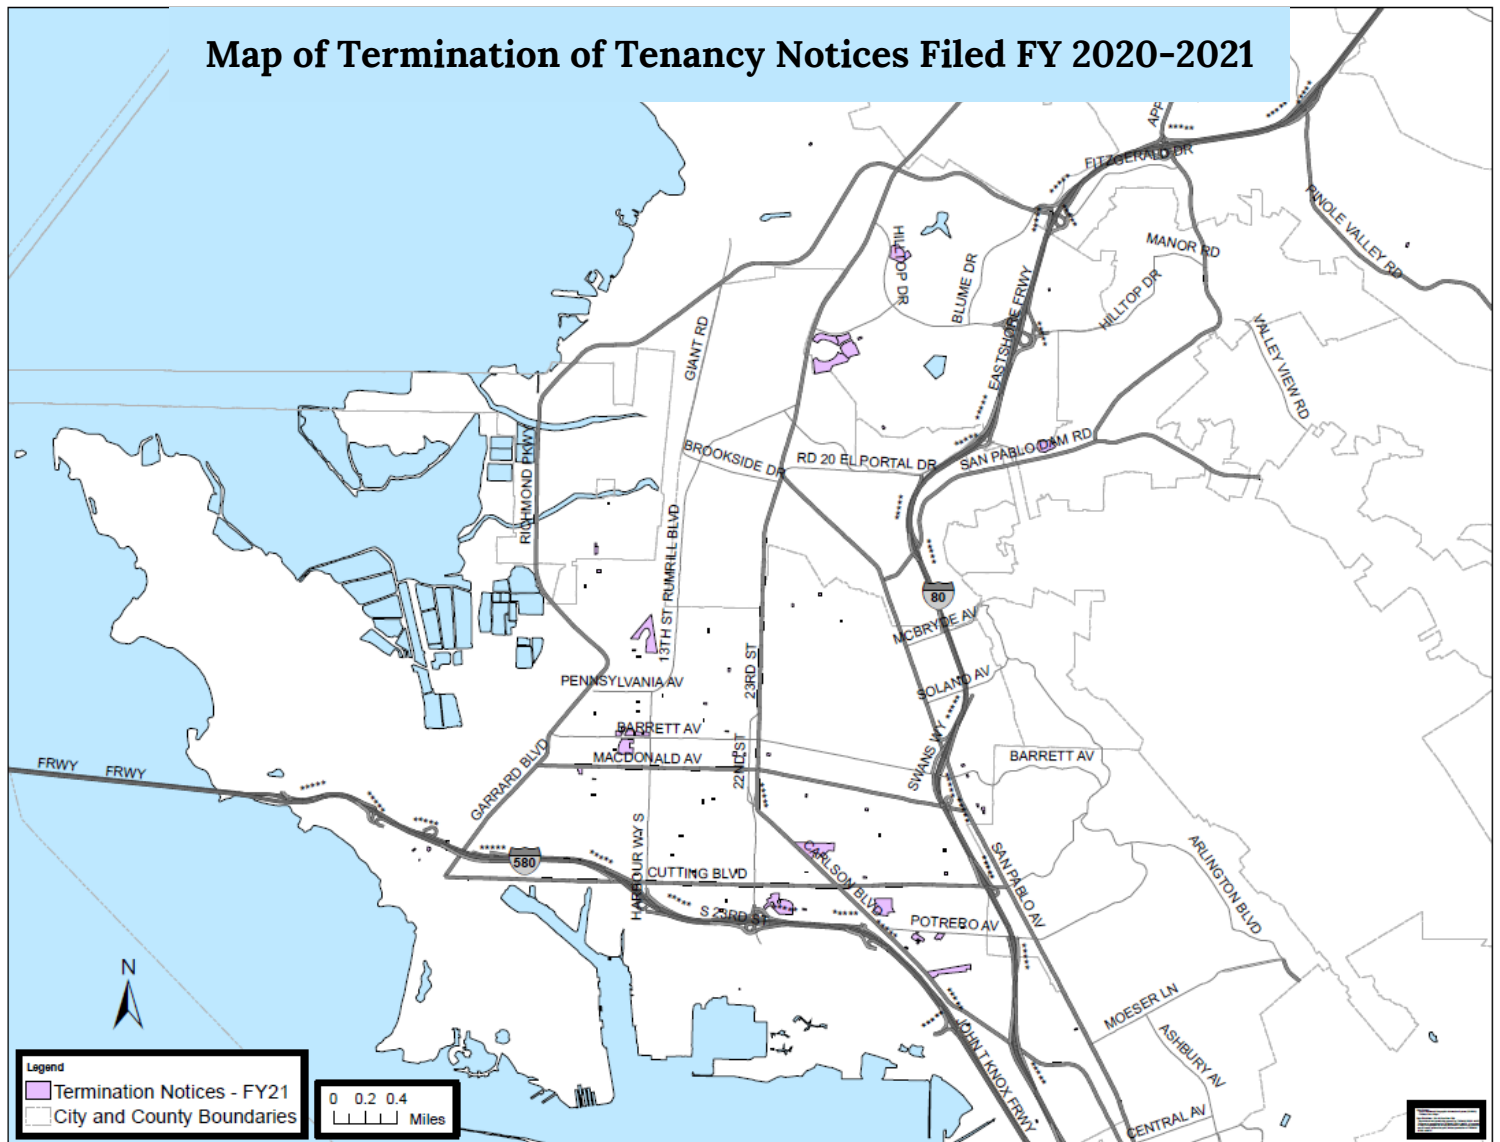 Map of Termination of Tenancy Notices Filed FY 2020-2021
APP
FITZGERALD DR
PINOLE VALLEY RD
MANOR RD
HILLTOP DR
BLUME DR
HILLTOP DR
EASTSHORE FRWY
VALLEY VIEW RD
GIANT RD
RICHMOND PKWY
BROOKSIDE DR
RD 20 EL PORTAL DR
SAN PABLO DAM RD
RUMRILL BLVD
13TH ST
80
MCBRYDE AV
23RD ST
SOLANO AV
PENNSYLVANIA AV
BARRETT AV
22ND ST
SWANS WY
BARRETT AV
MACDONALD AV
FRWY
FRWY
GARRARD BLVD
580
HARBOUR WY S
CUTTING BLVD
CARLSON BLVD
SAN PABLO AV
ARLINGTON BLVD
S 23RD ST
POTRERO AV
N
MOESER LN
ASHBURY AV
JOHN T KNOX FRWY
CENTRAL AV
Legend
Termination Notices - FY21
City and County Boundaries
0 0.2 0.4
Miles